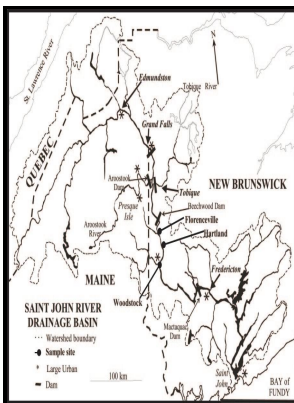 St. Lawrence River
N
Edmundston
Tobique
River
Grand Falls
QUEBEC
NEW BRUNSWICK
Aroostook
Dam
Tobique
Presque
Isle
Beechwood Dam
Florenceville
Aroostook
River
Hartland
MAINE
Fredericton
Woodstock
SAINT JOHN RIVER
DRAINAGE BASIN
Mactaquac
Dam
Watershed boundary
Sample site
Large Urban
Dam
100 km
Saint
John
BAY of
FUNDY